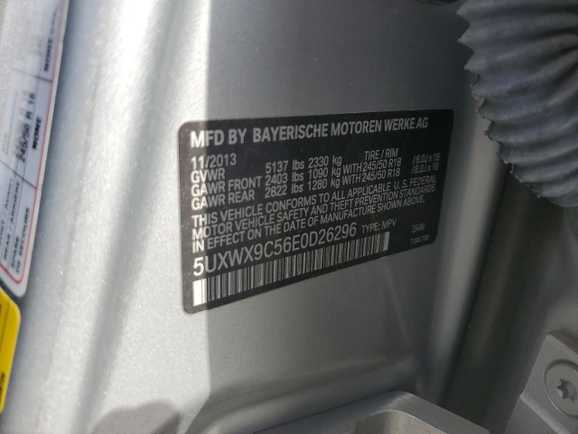 MFD BY BAYERISCHE MOTOREN WERKE AG
11/2013 TIRE / RIM
GVWR 5137 lbs 2330 kg
GAWR FRONT 2403 lbs 1090 kg WITH 245/50 R18
GAWR REAR 2822 lbs 1280 kg WITH 245/50 R18
THIS VEHICLE CONFORMS TO ALL APPLICABLE U.S. FEDERAL
MOTOR VEHICLE SAFETY AND THEFT PREVENTION STANDARDS
IN EFFECT ON THE DATE OF MANUFACTURE SHOWN ABOVE.
5UXWX9C56E0D26296 TYPE: MPV